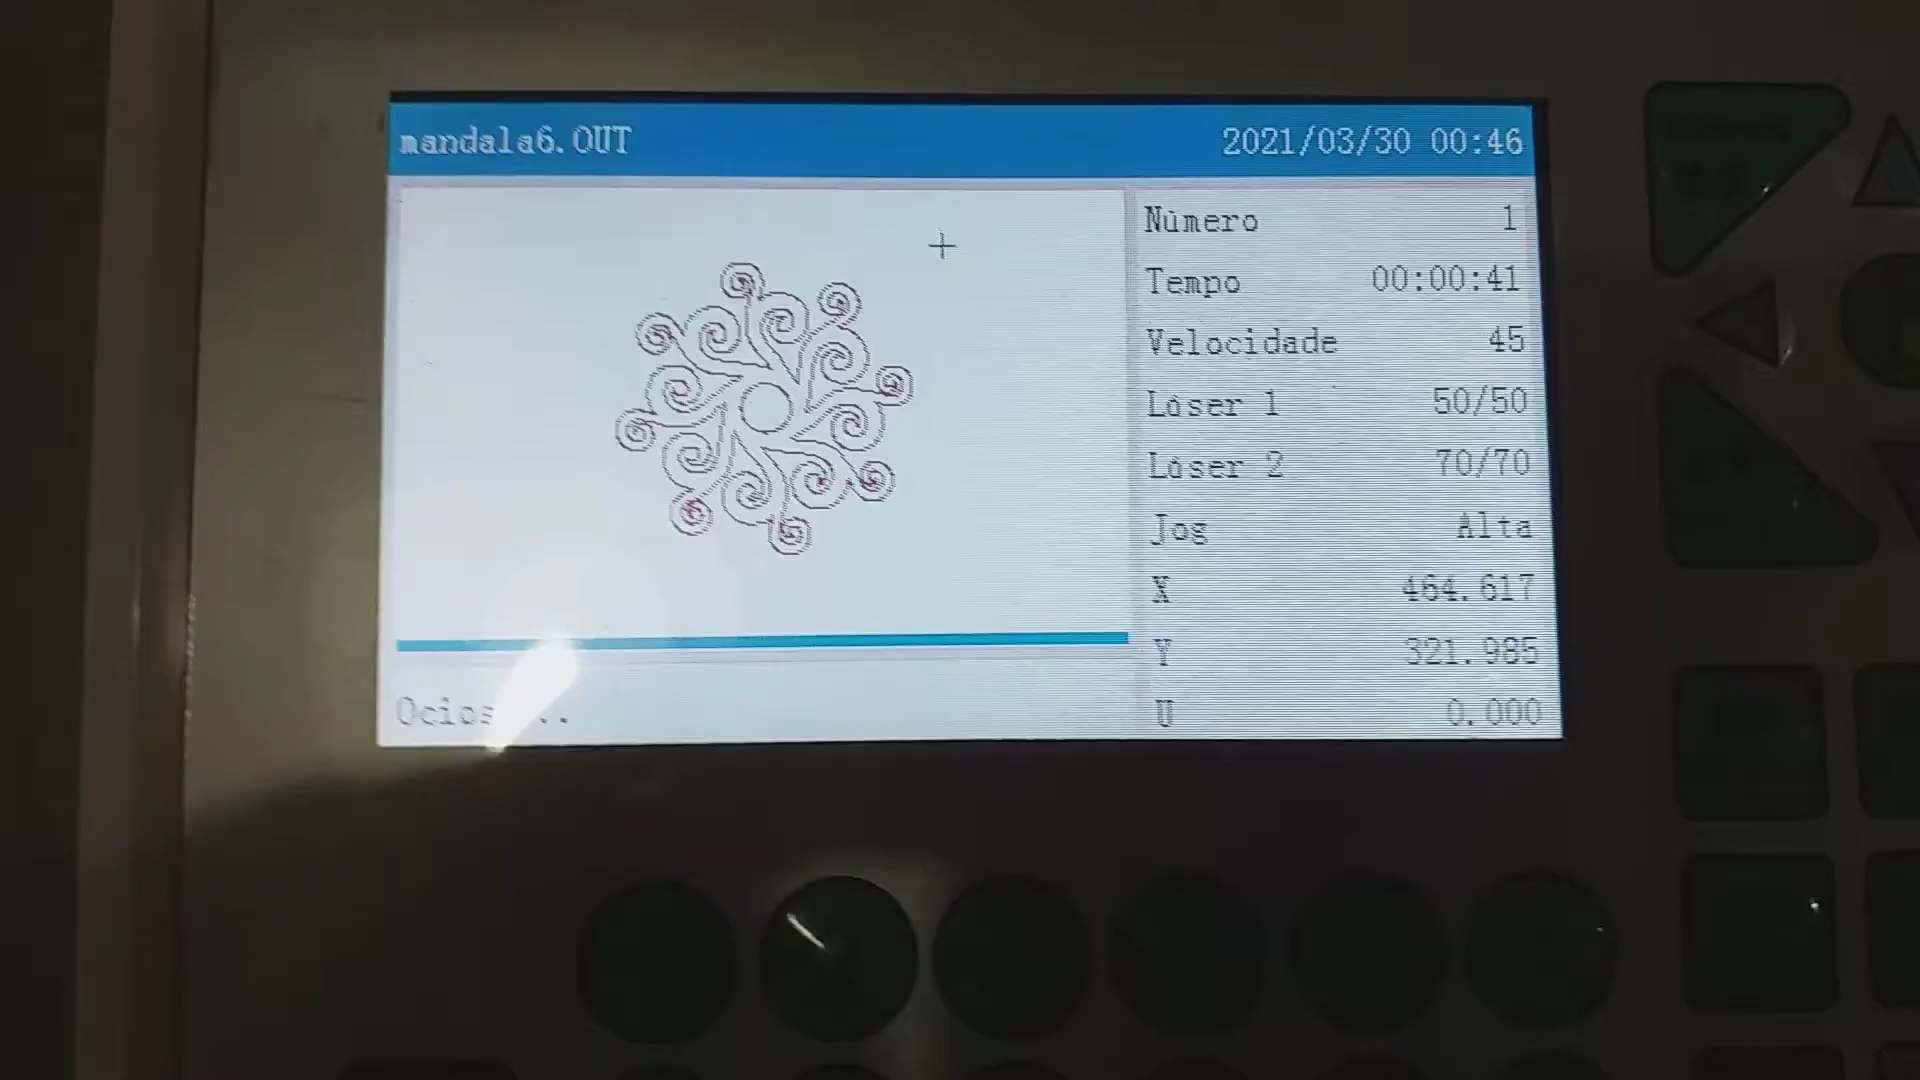 mandala6.OUT 2021/03/30 00:46
Número 1
Tempo 00:00:41
Velocidade 45
Láser 1 50/50
Láser 2 70/70
Jog Alta
X 464.617
Y 321.985
U 0.000